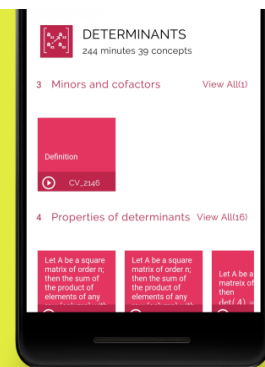 DETERMINANTS
244 minutes 39 concepts
3 Minors and cofactors View All(1)
Definition
CV_2146
4 Properties of determinants View All(16)
Let A be a square
matrix of order n;
then the sum of
the product of
elements of any
Let A be a square
matrix of order n;
then the sum of
the product of
elements of any
Let A be a
matreix of
then
det(A) =